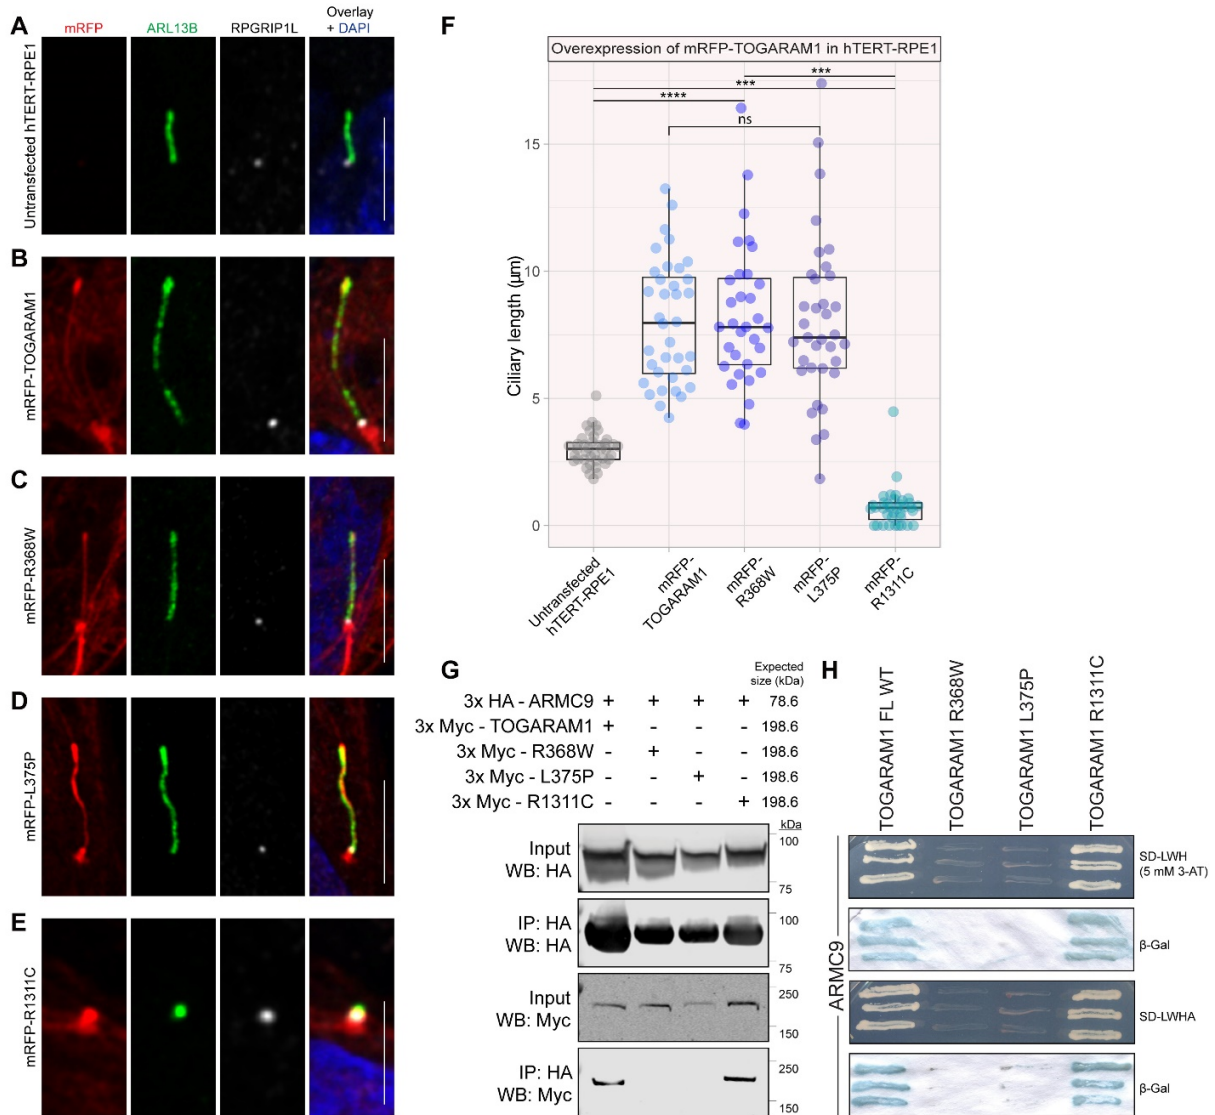 A
mRFP
ARL13B
RPGRIP1L
Overlay
+ DAPI
Untransfected hTERT-RPE1
B
mRFP-TOGARAM1
C
mRFP-R368W
D
mRFP-L375P
E
mRFP-R1311C
F
Overexpression of mRFP-TOGARAM1 in hTERT-RPE1
***
***
****
ns
Ciliary length (µm)
15
10
5
0
Untransfected
hTERT-RPE1
mRFP-
TOGARAM1
mRFP-
R368W
mRFP-
L375P
mRFP-
R1311C
G
Expected
size (kDa)
3x HA - ARMC9 + + + + 78.6
3x Myc - TOGARAM1 + - - - 198.6
3x Myc - R368W - + - - 198.6
3x Myc - L375P - - + - 198.6
3x Myc - R1311C - - - + 198.6
kDa
Input
WB: HA
100
75
IP: HA
WB: HA
100
75
Input
WB: Myc
250
150
IP: HA
WB: Myc
250
150
H
TOGARAM1 FL WT
TOGARAM1 R368W
TOGARAM1 L375P
TOGARAM1 R1311C
ARMC9
SD-LWH
(5 mM 3-AT)
β-Gal
SD-LWHA
β-Gal